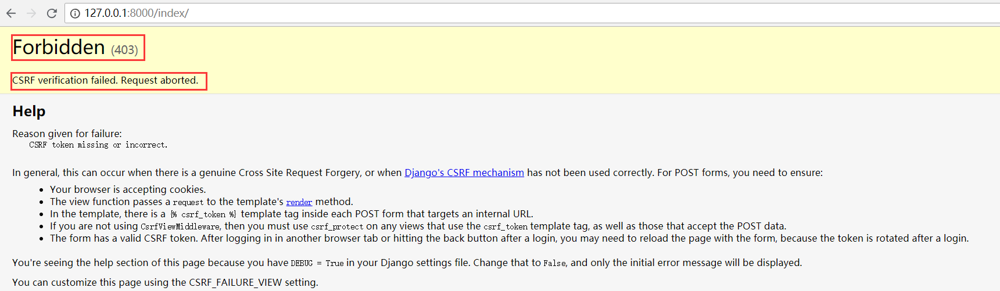 127.0.0.1:8000/index/
Forbidden (403)
CSRF verification failed. Request aborted.
Help
Reason given for failure:
CSRF token missing or incorrect.
In general, this can occur when there is a genuine Cross Site Request Forgery, or when Django's CSRF mechanism has not been used correctly. For POST forms, you need to ensure:
• Your browser is accepting cookies.
• The view function passes a request to the template's render method.
• In the template, there is a {% csrf_token %} template tag inside each POST form that targets an internal URL.
• If you are not using CsrfViewMiddleware, then you must use csrf_protect on any views that use the csrf_token template tag, as well as those that accept the POST data.
• The form has a valid CSRF token. After logging in in another browser tab or hitting the back button after a login, you may need to reload the page with the form, because the token is rotated after a login.
You're seeing the help section of this page because you have DEBUG = True in your Django settings file. Change that to False, and only the initial error message will be displayed.
You can customize this page using the CSRF_FAILURE_VIEW setting.